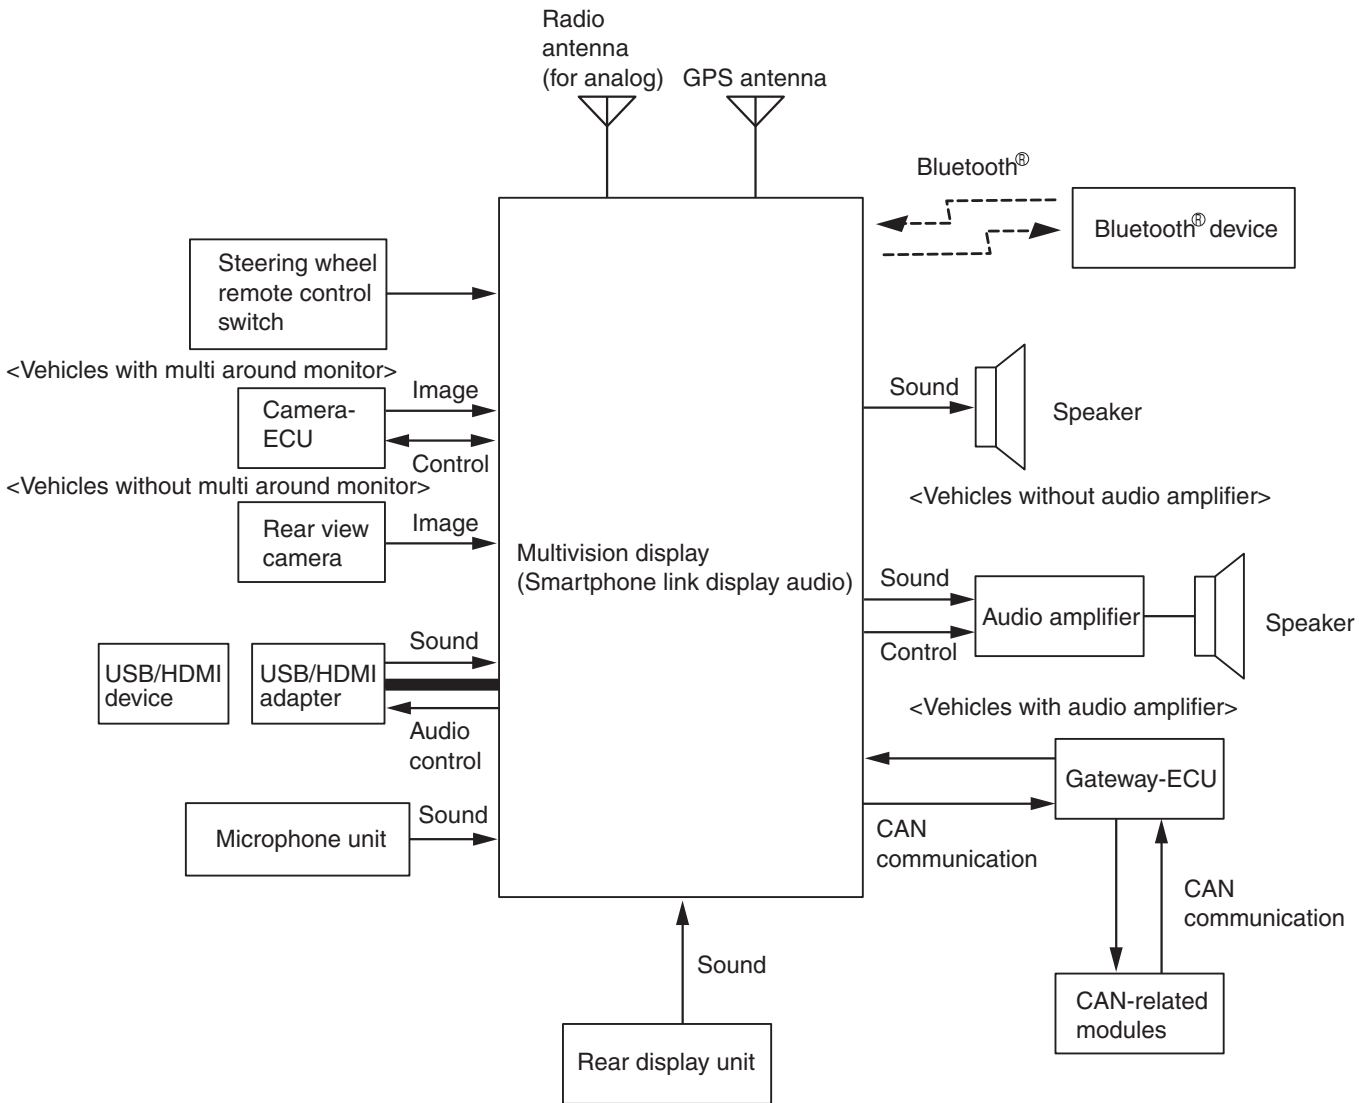 Radio
antenna
(for analog)
GPS antenna
Bluetooth®
Bluetooth® device
Steering wheel
remote control
switch
<Vehicles with multi around monitor>
Camera-
ECU
Image
Control
<Vehicles without multi around monitor>
Rear view
camera
Image
Multivision display
(Smartphone link display audio)
Sound
Speaker
<Vehicles without audio amplifier>
Sound
Control
Audio amplifier
Speaker
<Vehicles with audio amplifier>
USB/HDMI
device
USB/HDMI
adapter
Sound
Audio
control
Microphone unit
Sound
Gateway-ECU
CAN
communication
CAN
communication
CAN-related
modules
Sound
Rear display unit